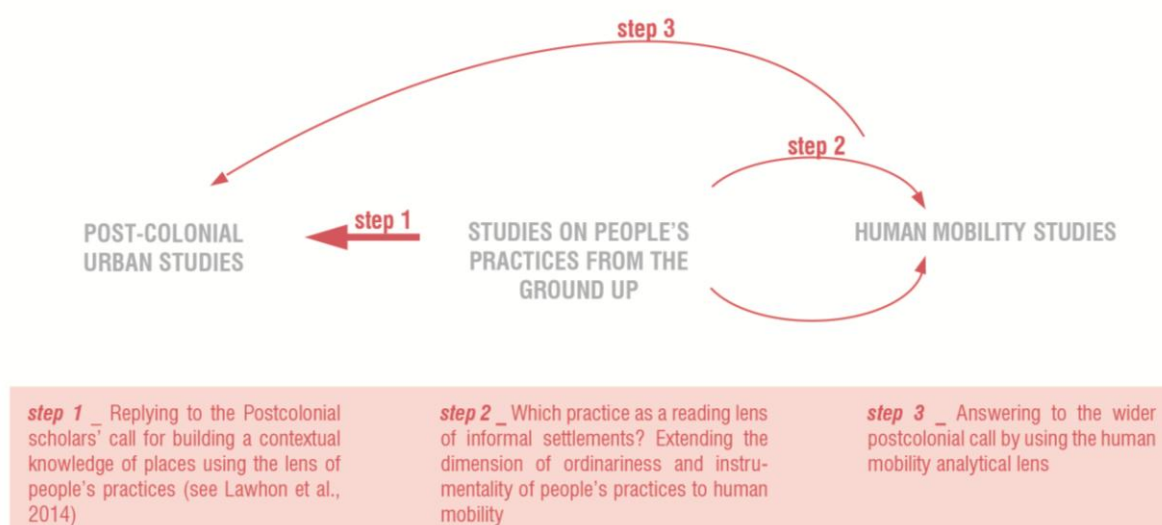 step 3
step 2
step 1
POST-COLONIAL
URBAN STUDIES
STUDIES ON PEOPLE'S
PRACTICES FROM THE
GROUND UP
HUMAN MOBILITY STUDIES
step 1 _ Replying to the Postcolonial
scholars' call for building a contextual
knowledge of places using the lens of
people's practices (see Lawhon et al.,
2014)
step 2 _ Which practice as a reading lens
of informal settlements? Extending the
dimension of ordinariness and instru-
mentality of people's practices to human
mobility
step 3 _ Answering to the wider
postcolonial call by using the human
mobility analytical lens